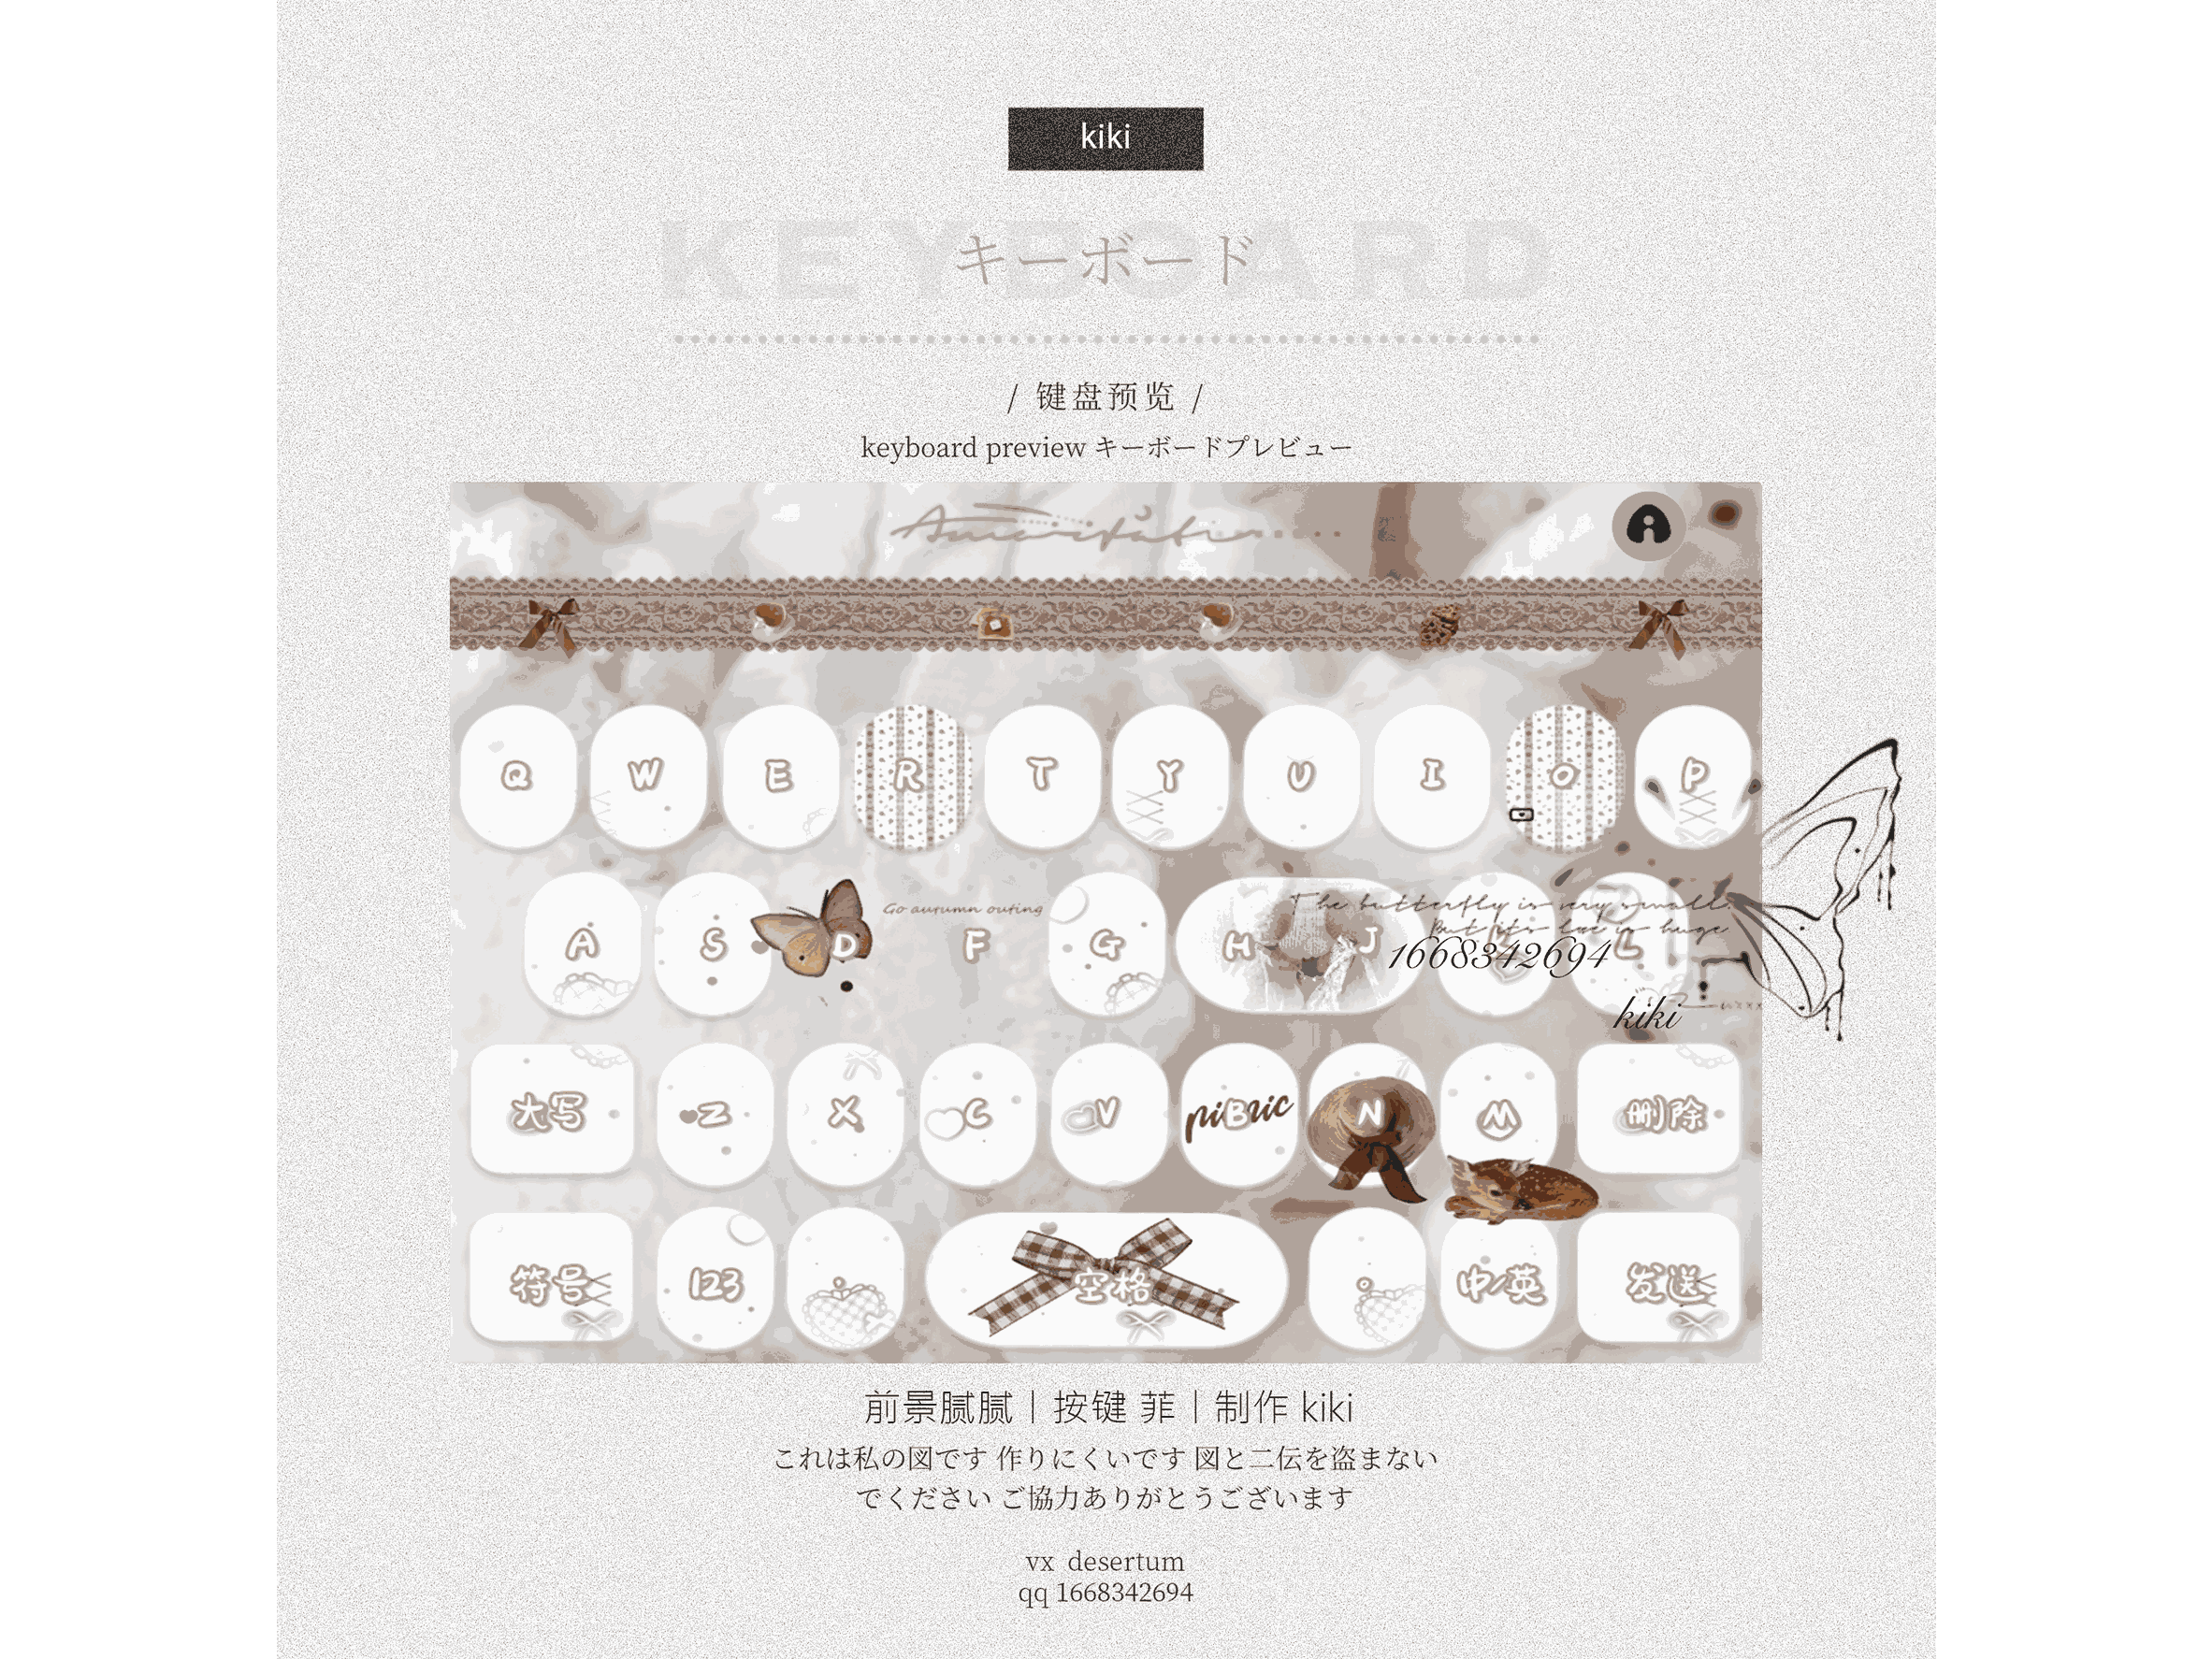 kiki
KEYBOARD
キーボード
/ 键盘预览 /
keyboard preview キーボードプレビュー
Q W E R T Y U I O P
Go autumn outing
The butterfly is very small
But it's love is huge
A S D F G H J L
1668342694
kiki
大写 Z X C V B N M 删除
符号 123 空格 。 中/英 发送
前景腻腻｜按键 菲｜制作 kiki
これは私の図です 作りにくいです 図と二伝を盗まない
でください ご協力ありがとうございます
vx desertum
qq 1668342694